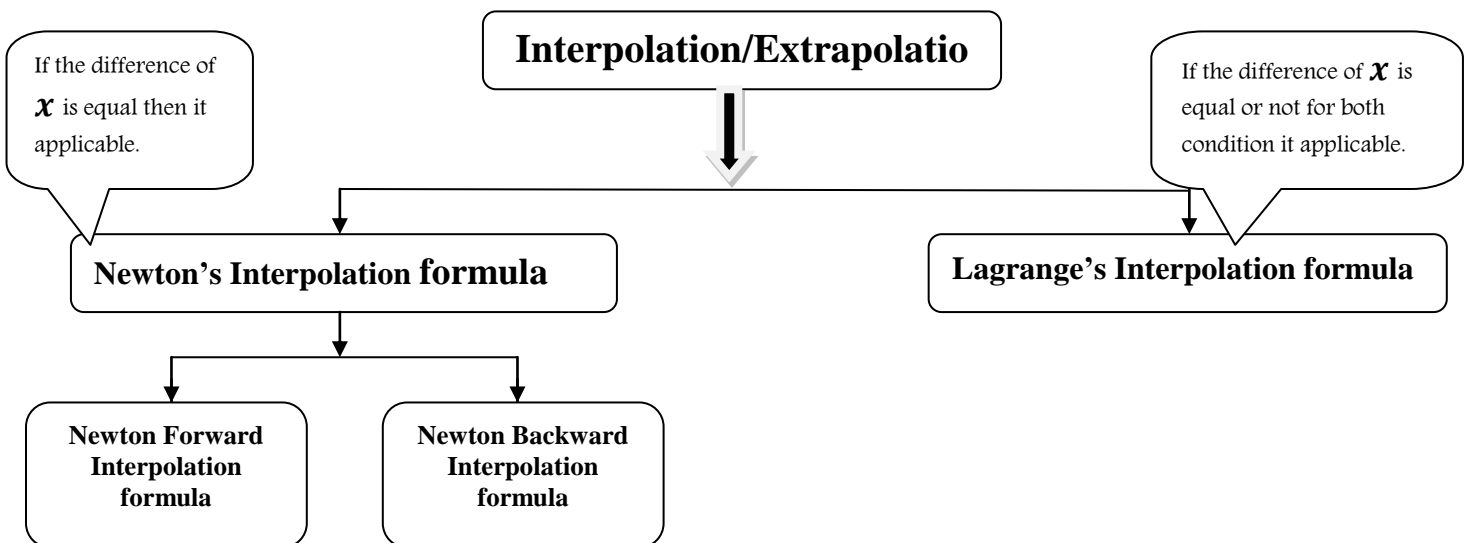 Interpolation/Extrapolatio
If the difference of
x is equal then it
applicable.
If the difference of x is
equal or not for both
condition it applicable.
Newton’s Interpolation formula
Lagrange’s Interpolation formula
Newton Forward
Interpolation
formula
Newton Backward
Interpolation
formula